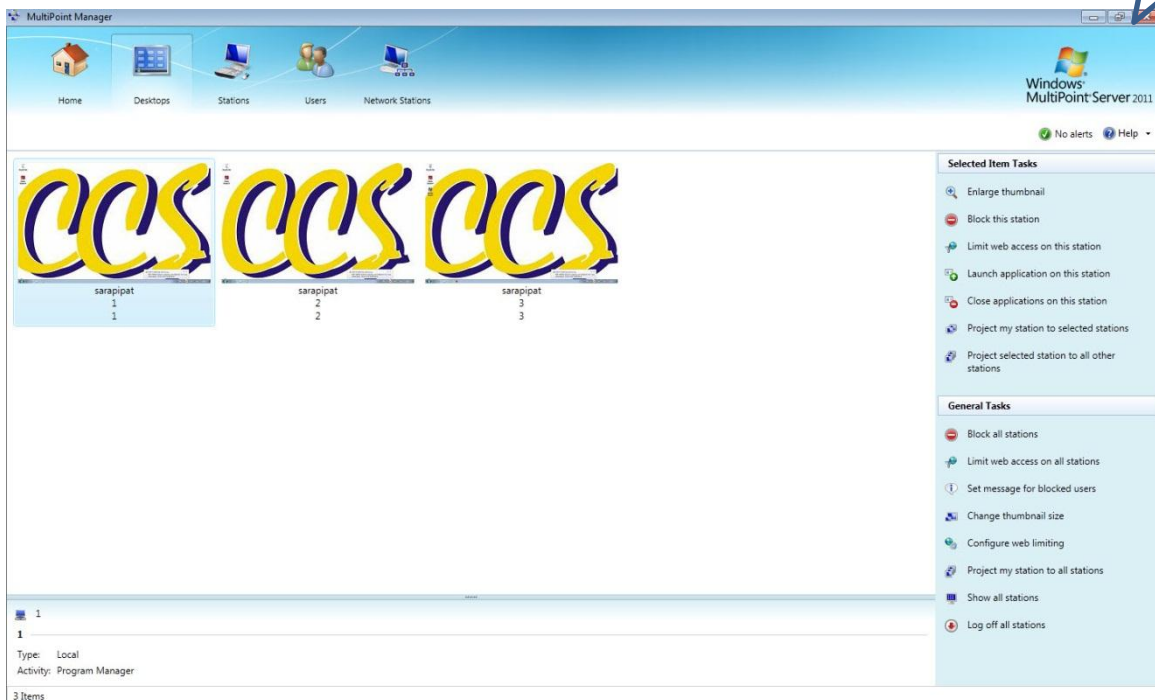 MultiPoint Manager
Home
Desktops
Stations
Users
Network Stations
Windows
MultiPoint Server 2011
No alerts
Help
CCS
CCS
CCS
sarapipat
1
1
sarapipat
2
2
sarapipat
3
3
Selected Item Tasks
Enlarge thumbnail
Block this station
Limit web access on this station
Launch application on this station
Close applications on this station
Project my station to selected stations
Project selected station to all other
stations
General Tasks
Block all stations
Limit web access on all stations
Set message for blocked users
Change thumbnail size
Configure web limiting
Project my station to all stations
Show all stations
Log off all stations
1
1
Type: Local
Activity: Program Manager
3 Items